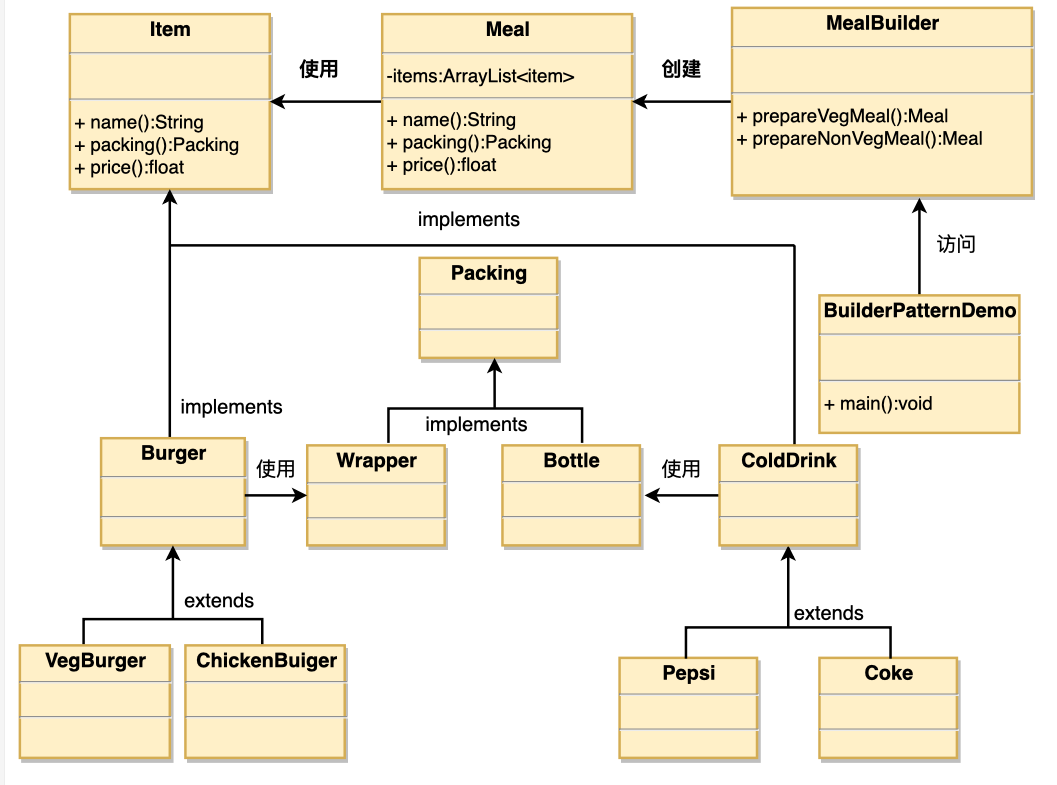 Item
+ name():String
+ packing():Packing
+ price():float
使用
Meal
-items:ArrayList<item>
+ name():String
+ packing():Packing
+ price():float
创建
MealBuilder
+ prepareVegMeal():Meal
+ prepareNonVegMeal():Meal
implements
访问
Packing
BuilderPatternDemo
+ main():void
implements
implements
Burger
使用
Wrapper
Bottle
使用
ColdDrink
extends
extends
VegBurger
ChickenBuiger
Pepsi
Coke